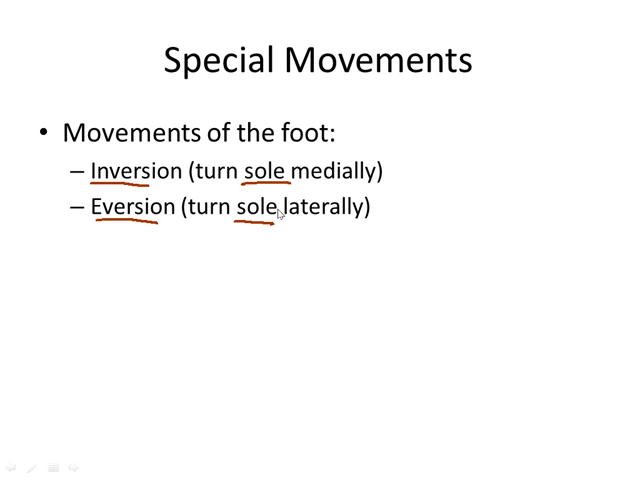 Special Movements
• Movements of the foot:
– Inversion (turn sole medially)
– Eversion (turn sole laterally)